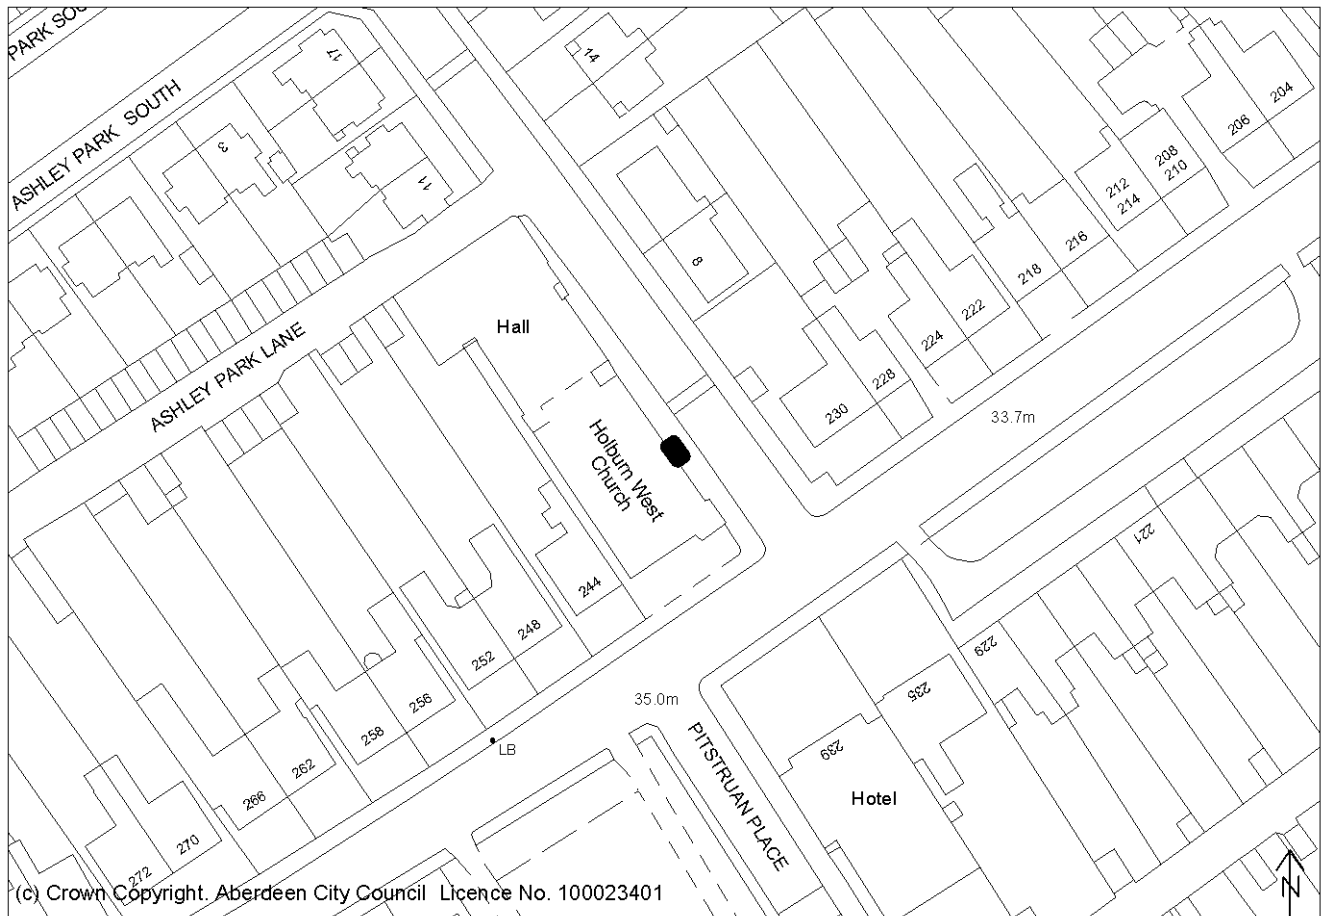 PARK SOU
ASHLEY PARK SOUTH
17
3
11
14
8
204
206
208
210
212
214
216
218
222
224
228
230
33.7m
Hall
ASHLEY PARK LANE
Holburn West
Church
244
248
252
256
258
262
266
270
272
LB
35.0m
PITSTRUAN PLACE
221
229
235
239
Hotel
N
(c) Crown Copyright. Aberdeen City Council Licence No. 100023401